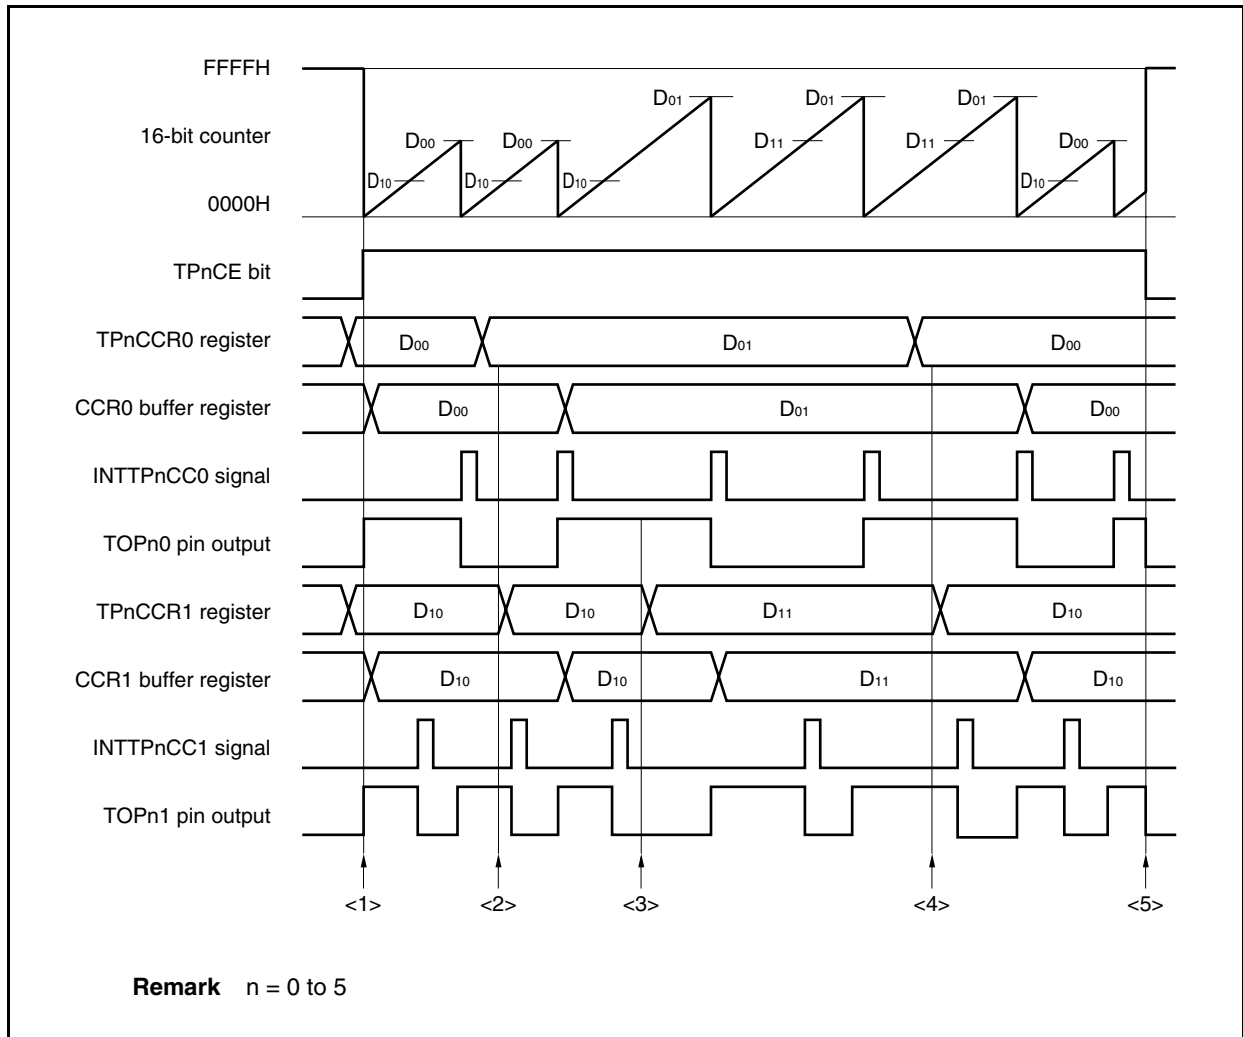 FFFFH
D01 D01 D01
16-bit counter
D00 D00 D11 D11 D00
D10 D10 D10 D10
0000H
TPnCE bit
TPnCCR0 register D00 D01 D00
CCR0 buffer register D00 D01 D00
INTTPnCC0 signal
TOPn0 pin output
TPnCCR1 register D10 D10 D11 D10
CCR1 buffer register D10 D10 D11 D10
INTTPnCC1 signal
TOPn1 pin output
<1> <2> <3> <4> <5>
Remark n = 0 to 5